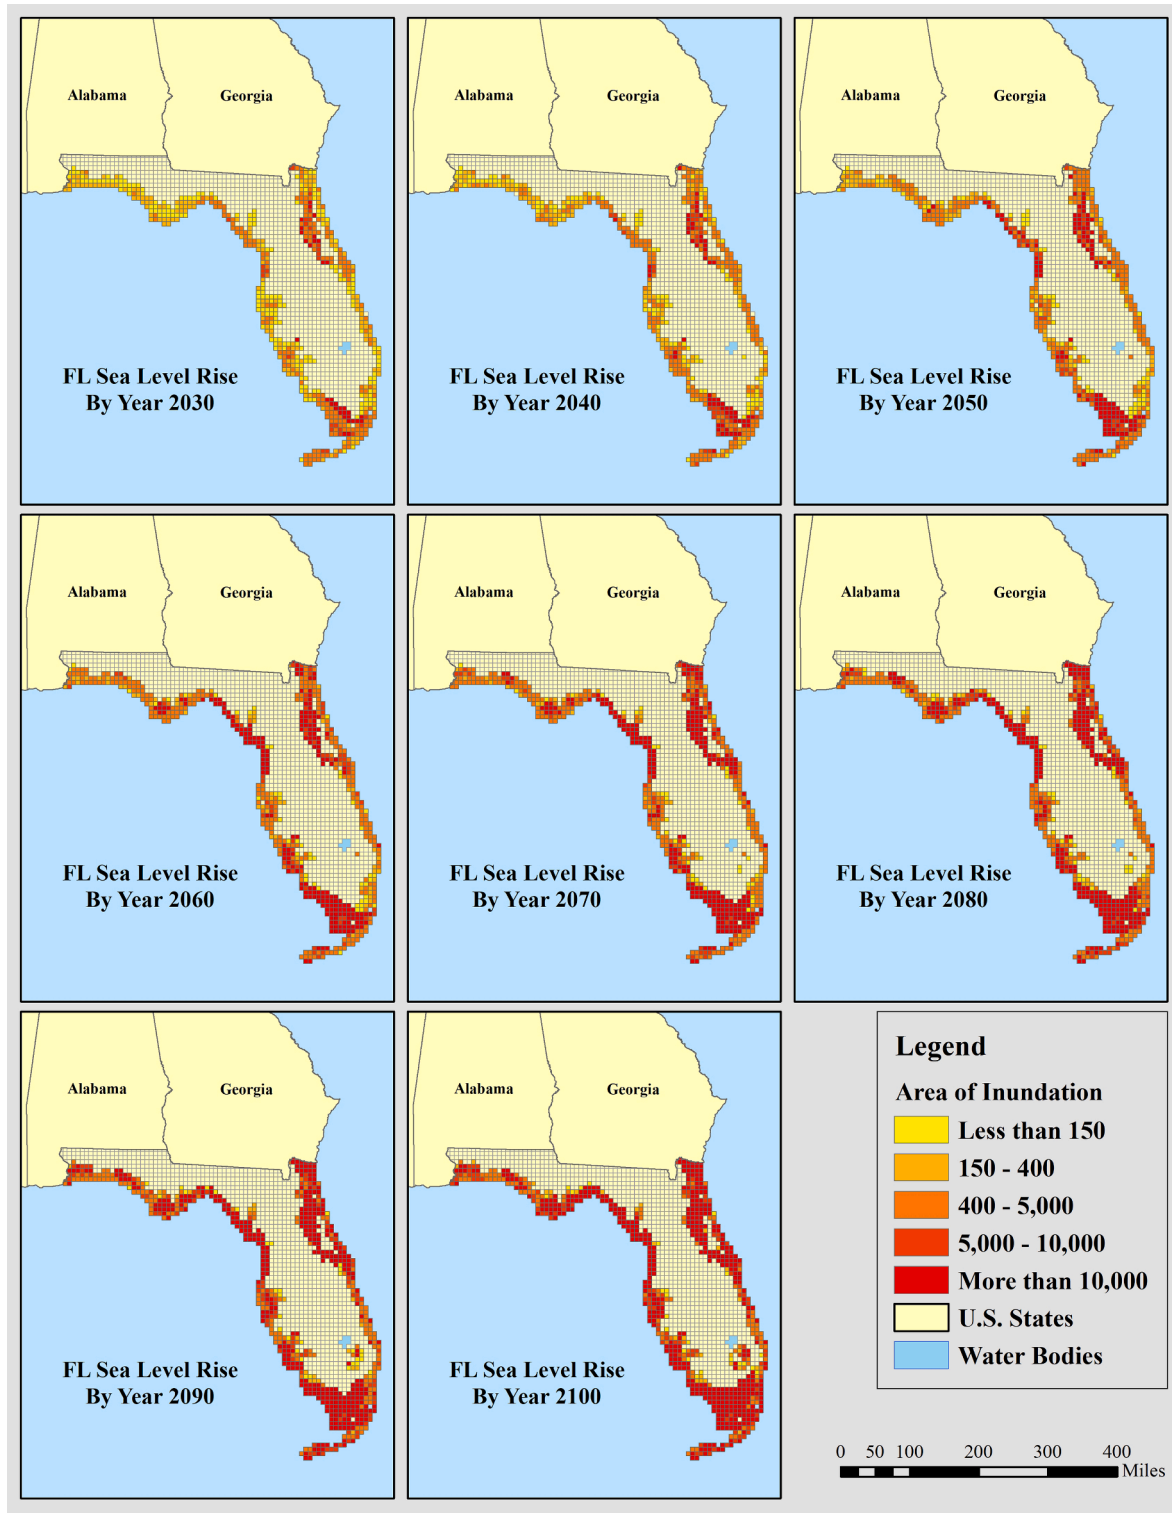 Alabama
Georgia
FL Sea Level Rise
By Year 2030
Alabama
Georgia
FL Sea Level Rise
By Year 2040
Alabama
Georgia
FL Sea Level Rise
By Year 2050
Alabama
Georgia
FL Sea Level Rise
By Year 2060
Alabama
Georgia
FL Sea Level Rise
By Year 2070
Alabama
Georgia
FL Sea Level Rise
By Year 2080
Alabama
Georgia
FL Sea Level Rise
By Year 2090
Alabama
Georgia
FL Sea Level Rise
By Year 2100
Legend
Area of Inundation
Less than 150
150 - 400
400 - 5,000
5,000 - 10,000
More than 10,000
U.S. States
Water Bodies
0 50 100 200 300 400
Miles